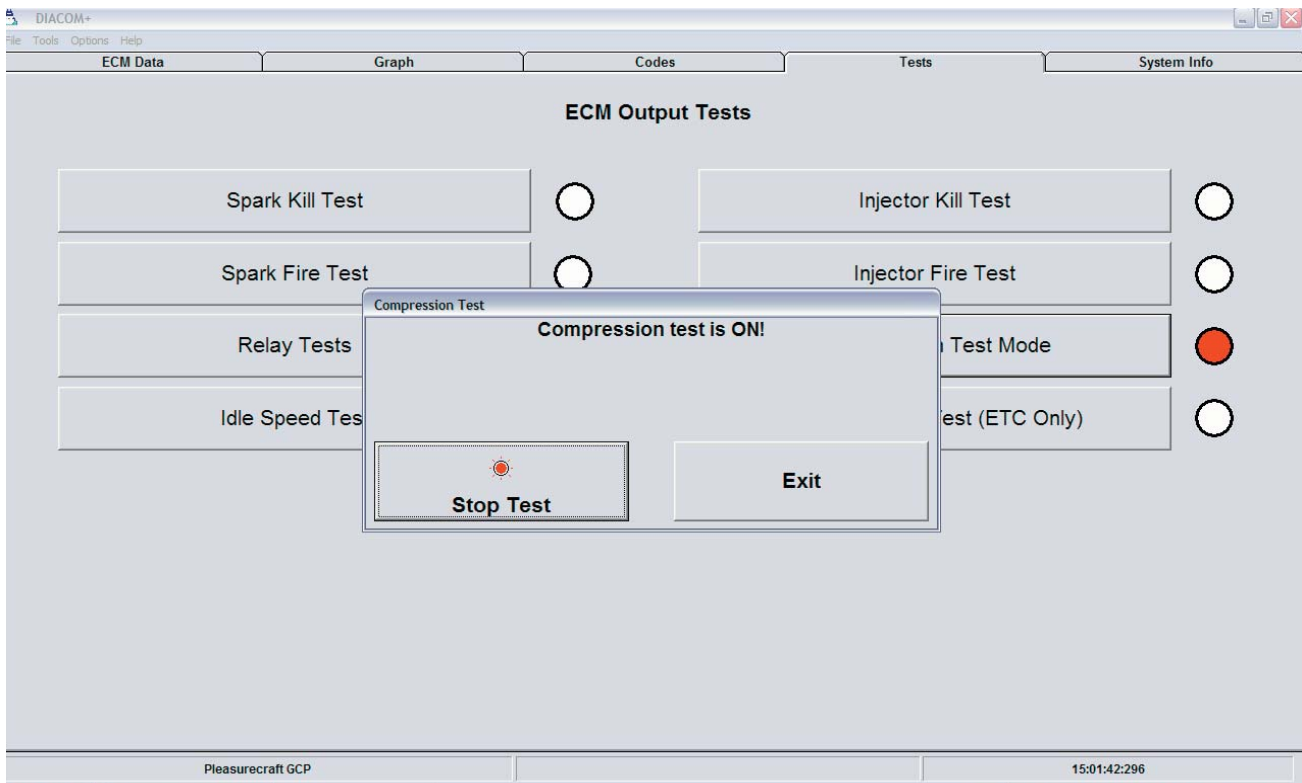 DIACOM+
File Tools Options Help
ECM Data Graph Codes Tests System Info
ECM Output Tests
Spark Kill Test Injector Kill Test
Spark Fire Test Injector Fire Test
Compression Test
Compression test is ON!
Relay Tests Test Mode
Idle Speed Tes est (ETC Only)
Stop Test Exit
Pleasurecraft GCP 15:01:42:296